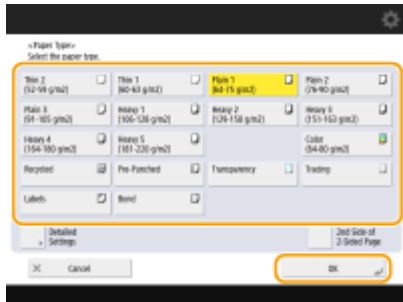 <Paper Type>
Select the paper type.
Thin 2
(52-59 g/m2)
Thin 1
(60-63 g/m2)
Plain 1
(64-75 g/m2)
Plain 2
(76-90 g/m2)
Plain 3
(91-105 g/m2)
Heavy 1
(106-128 g/m2)
Heavy 2
(129-150 g/m2)
Heavy 3
(151-163 g/m2)
Heavy 4
(164-180 g/m2)
Heavy 5
(181-220 g/m2)
Color
(64-80 g/m2)
Recycled
Pre-Punched
Transparency
Tracing
Labels
Bond
Detailed
Settings
2nd Side of
2-Sided Page
Cancel
OK